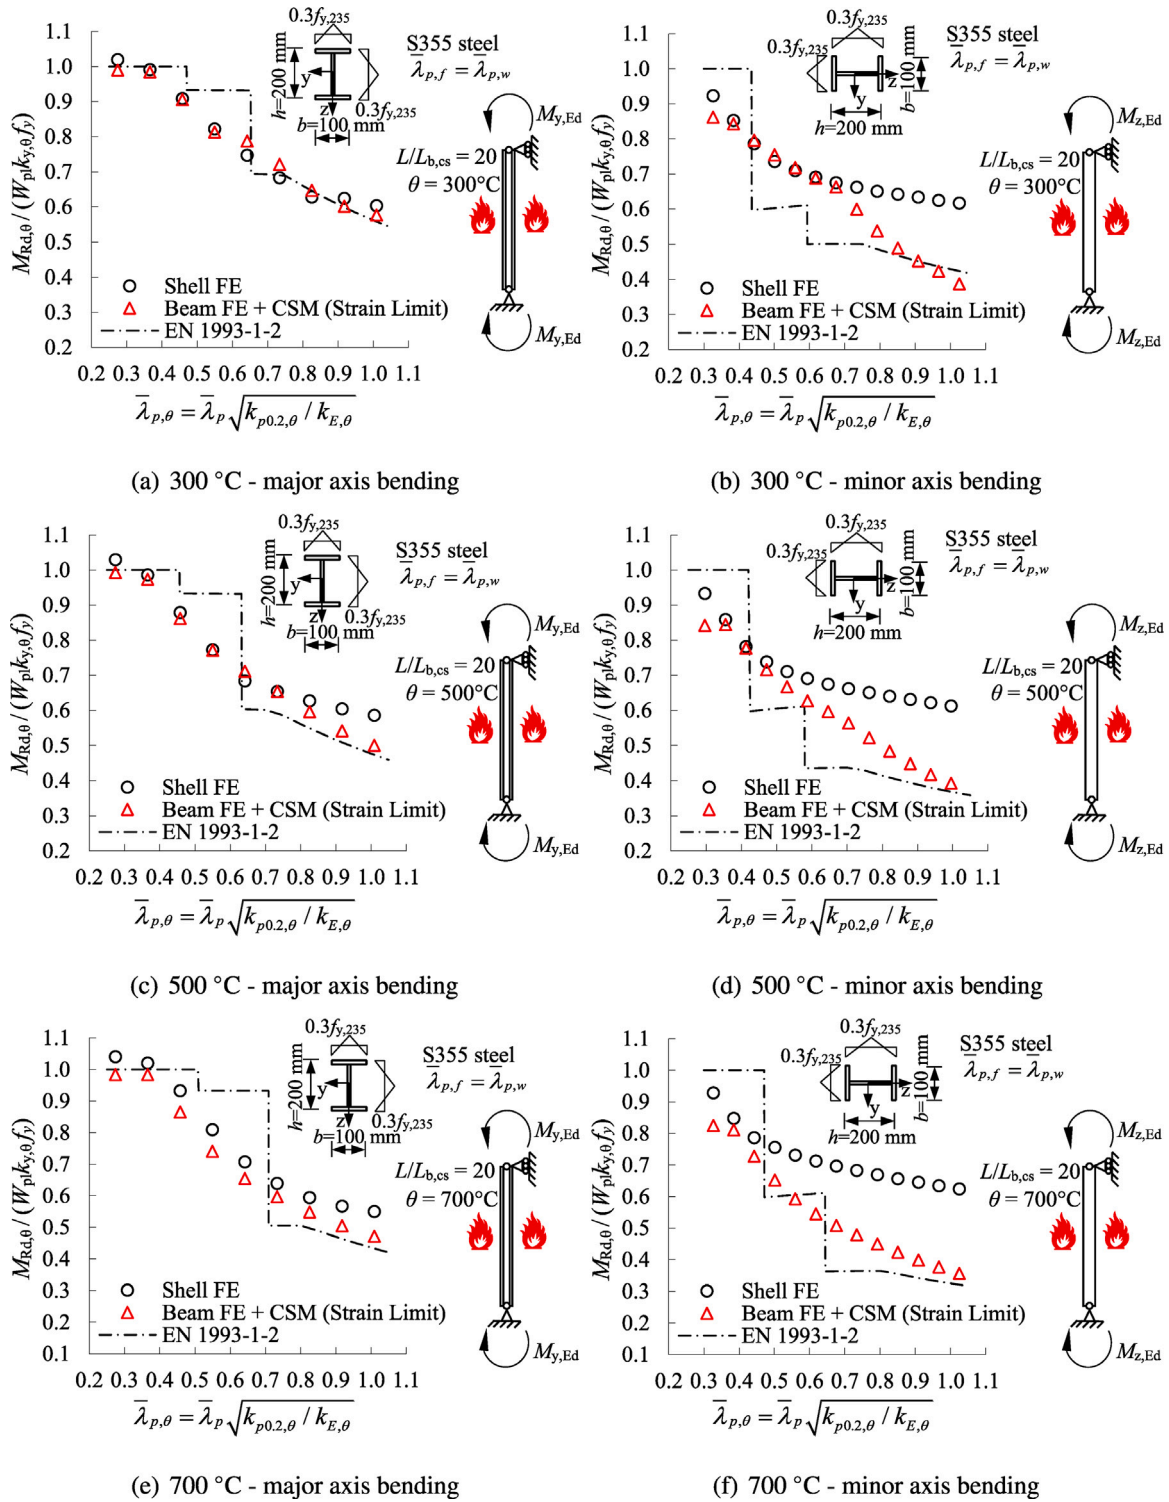 1.1
1.0
0.9
0.8
0.7
0.6
0.5
0.4
0.3
0.2
M_Rd,θ / (W_pl k_y,θ f_y)
0.3f_y,235
h=200 mm
y
z
b=100 mm
0.3f_y,235
S355 steel
λ̅_p,f = λ̅_p,w
M_y,Ed
L/L_b,cs = 20
θ = 300°C
M_y,Ed
Shell FE
Beam FE + CSM (Strain Limit)
EN 1993-1-2
0.2 0.3 0.4 0.5 0.6 0.7 0.8 0.9 1.0 1.1
λ̅_p,θ = λ̅_p √(k_p0.2,θ / k_E,θ)
(a) 300 °C - major axis bending
1.1
1.0
0.9
0.8
0.7
0.6
0.5
0.4
0.3
0.2
M_Rd,θ / (W_pl k_y,θ f_y)
0.3f_y,235
0.3f_y,235
z
y
b=100 mm
h=200 mm
S355 steel
λ̅_p,f = λ̅_p,w
M_z,Ed
L/L_b,cs = 20
θ = 300°C
M_z,Ed
Shell FE
Beam FE + CSM (Strain Limit)
EN 1993-1-2
0.2 0.3 0.4 0.5 0.6 0.7 0.8 0.9 1.0 1.1
λ̅_p,θ = λ̅_p √(k_p0.2,θ / k_E,θ)
(b) 300 °C - minor axis bending
1.1
1.0
0.9
0.8
0.7
0.6
0.5
0.4
0.3
0.2
M_Rd,θ / (W_pl k_y,θ f_y)
0.3f_y,235
h=200 mm
y
z
b=100 mm
0.3f_y,235
S355 steel
λ̅_p,f = λ̅_p,w
M_y,Ed
L/L_b,cs = 20
θ = 500°C
M_y,Ed
Shell FE
Beam FE + CSM (Strain Limit)
EN 1993-1-2
0.2 0.3 0.4 0.5 0.6 0.7 0.8 0.9 1.0 1.1
λ̅_p,θ = λ̅_p √(k_p0.2,θ / k_E,θ)
(c) 500 °C - major axis bending
1.1
1.0
0.9
0.8
0.7
0.6
0.5
0.4
0.3
0.2
M_Rd,θ / (W_pl k_y,θ f_y)
0.3f_y,235
0.3f_y,235
z
y
b=100 mm
h=200 mm
S355 steel
λ̅_p,f = λ̅_p,w
M_z,Ed
L/L_b,cs = 20
θ = 500°C
M_z,Ed
Shell FE
Beam FE + CSM (Strain Limit)
EN 1993-1-2
0.2 0.3 0.4 0.5 0.6 0.7 0.8 0.9 1.0 1.1
λ̅_p,θ = λ̅_p √(k_p0.2,θ / k_E,θ)
(d) 500 °C - minor axis bending
1.1
1.0
0.9
0.8
0.7
0.6
0.5
0.4
0.3
0.2
0.1
M_Rd,θ / (W_pl k_y,θ f_y)
0.3f_y,235
h=200 mm
y
z
b=100 mm
0.3f_y,235
S355 steel
λ̅_p,f = λ̅_p,w
M_y,Ed
L/L_b,cs = 20
θ = 700°C
M_y,Ed
Shell FE
Beam FE + CSM (Strain Limit)
EN 1993-1-2
0.2 0.3 0.4 0.5 0.6 0.7 0.8 0.9 1.0 1.1
λ̅_p,θ = λ̅_p √(k_p0.2,θ / k_E,θ)
(e) 700 °C - major axis bending
1.1
1.0
0.9
0.8
0.7
0.6
0.5
0.4
0.3
0.2
0.1
M_Rd,θ / (W_pl k_y,θ f_y)
0.3f_y,235
0.3f_y,235
z
y
b=100 mm
h=200 mm
S355 steel
λ̅_p,f = λ̅_p,w
M_z,Ed
L/L_b,cs = 20
θ = 700°C
M_z,Ed
Shell FE
Beam FE + CSM (Strain Limit)
EN 1993-1-2
0.2 0.3 0.4 0.5 0.6 0.7 0.8 0.9 1.0 1.1
λ̅_p,θ = λ̅_p √(k_p0.2,θ / k_E,θ)
(f) 700 °C - minor axis bending